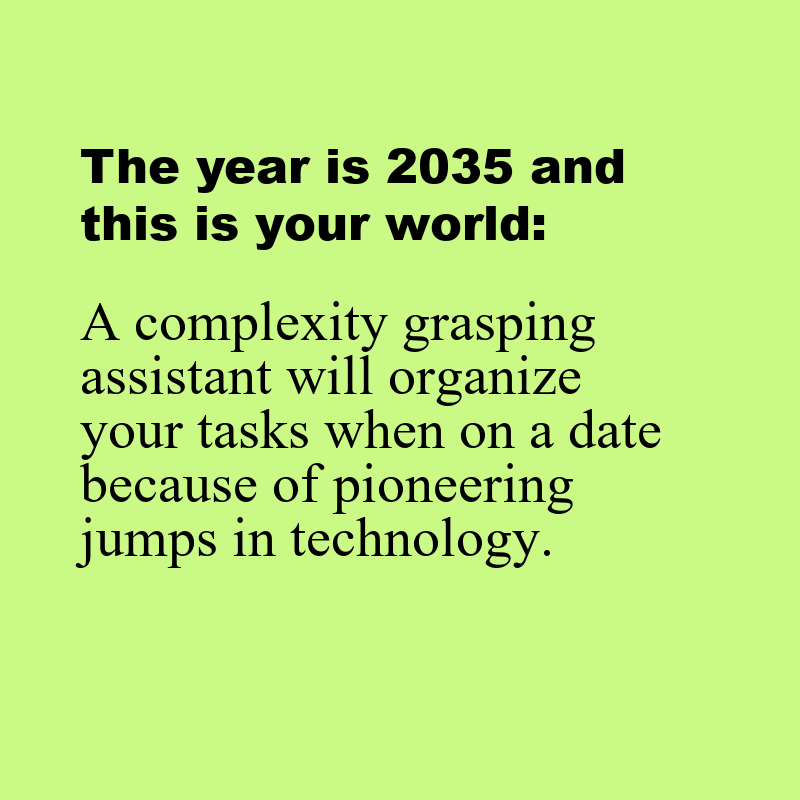 The year is 2035 and
this is your world:
A complexity grasping
assistant will organize
your tasks when on a date
because of pioneering
jumps in technology.